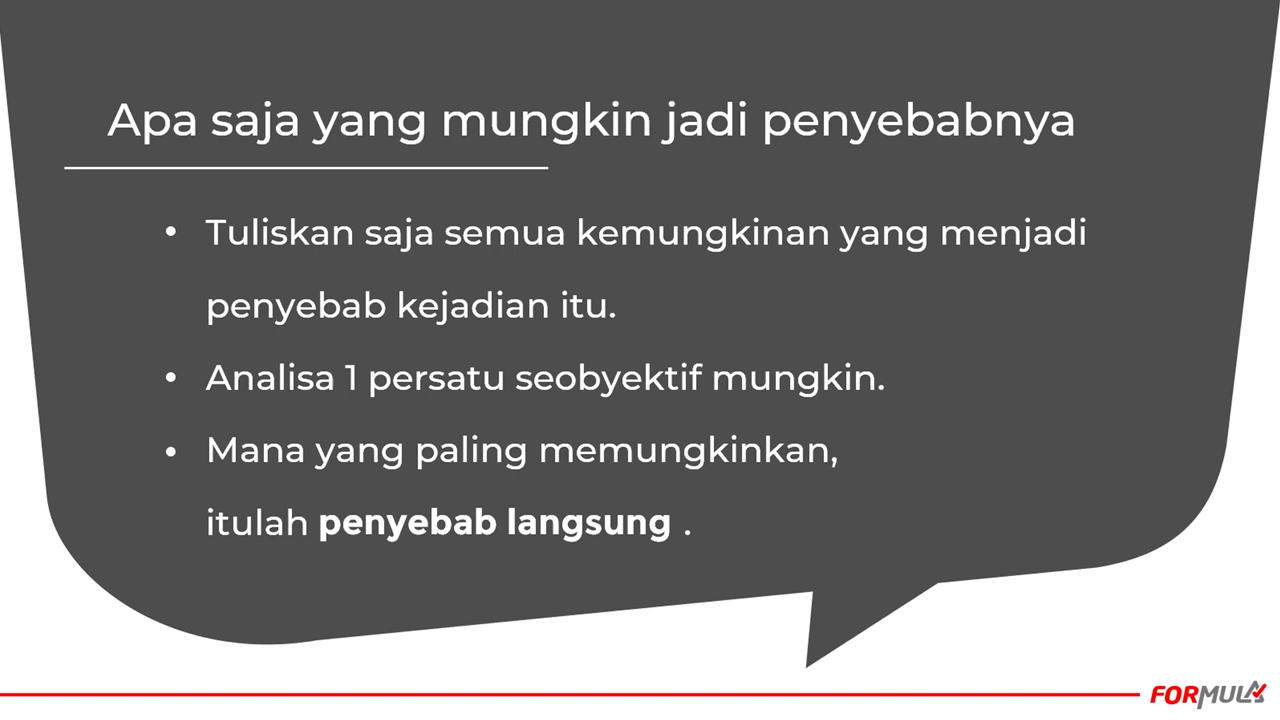 Apa saja yang mungkin jadi penyebabnya
• Tuliskan saja semua kemungkinan yang menjadi
penyebab kejadian itu.
• Analisa 1 persatu seobyektif mungkin.
• Mana yang paling memungkinkan,
itulah penyebab langsung .
FORMULA